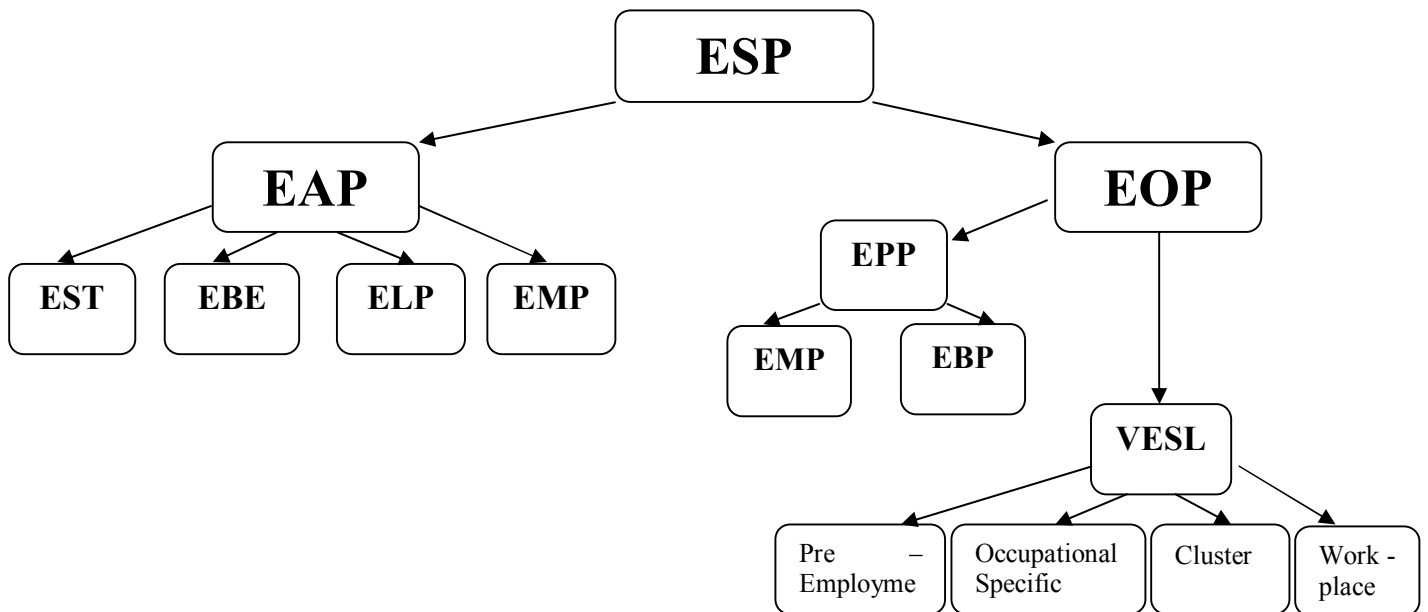 ESP
EAP
EOP
EST
EBE
ELP
EMP
EPP
EMP
EBP
VESL
Pre –
Employme
Occupational
Specific
Cluster
Work -
place